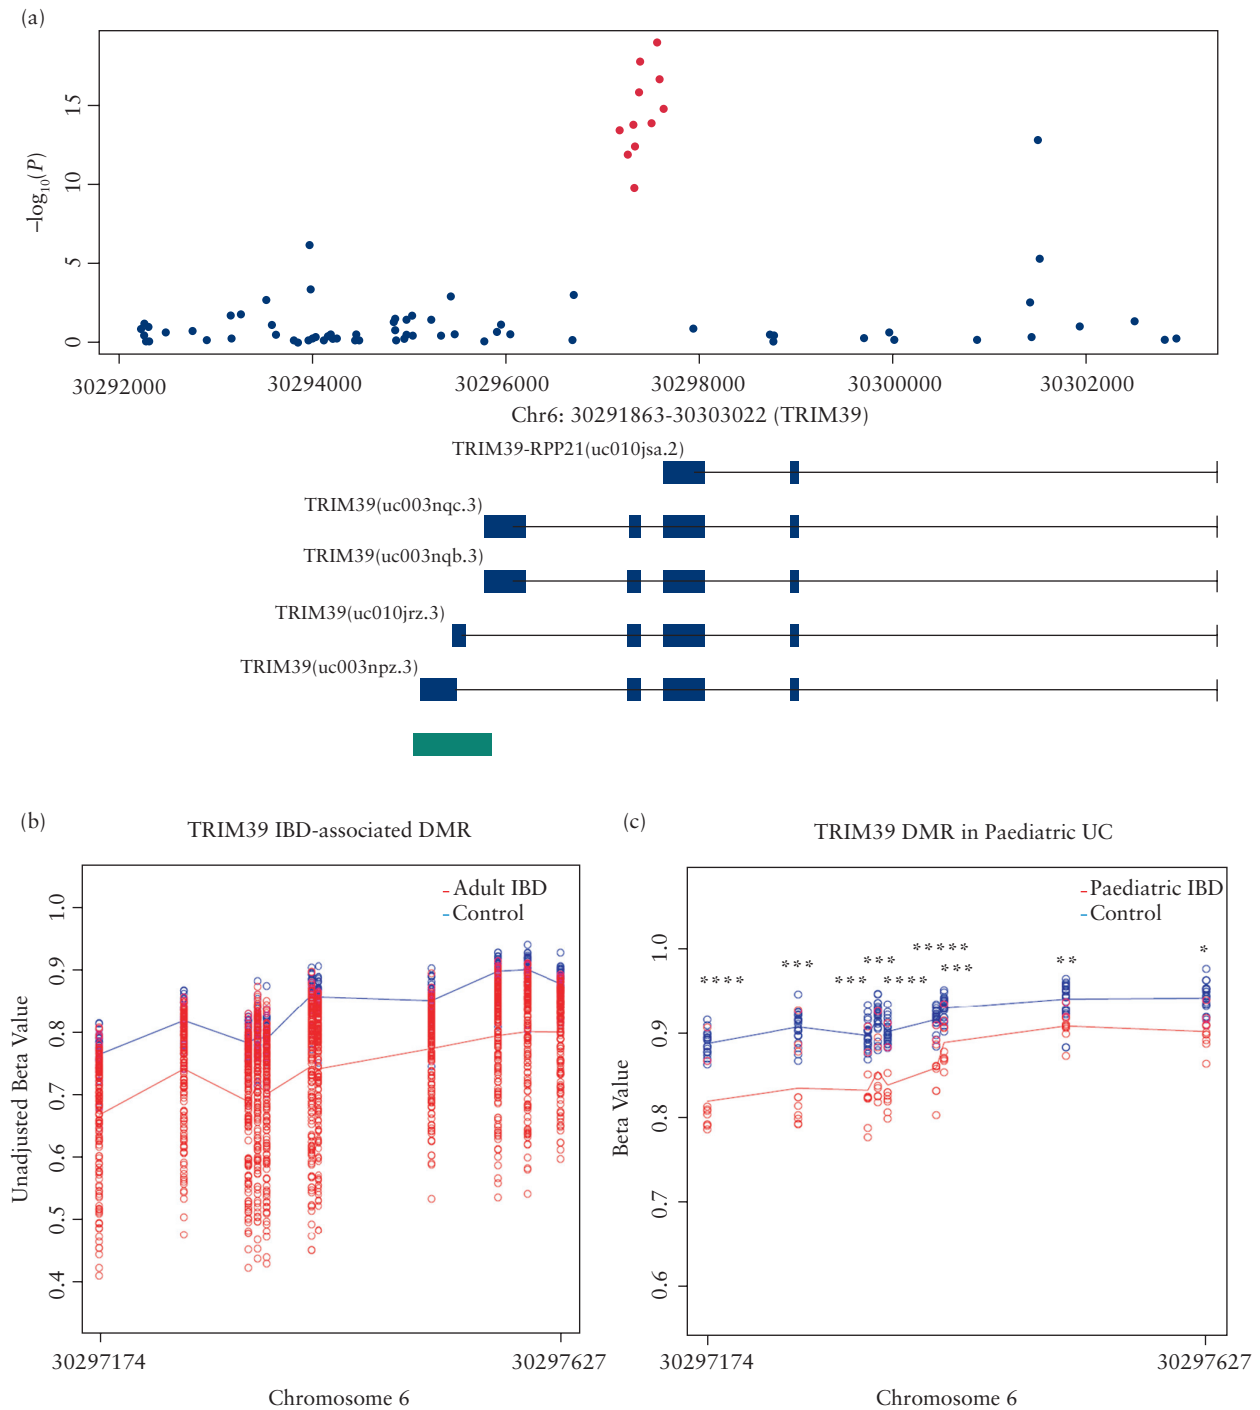 (a)
15
10
5
0
–log10(P)
30292000 30294000 30296000 30298000 30300000 30302000
Chr6: 30291863-30303022 (TRIM39)
TRIM39-RPP21(uc010jsa.2)
TRIM39(uc003nqc.3)
TRIM39(uc003nqb.3)
TRIM39(uc010jrz.3)
TRIM39(uc003npz.3)
(b)
TRIM39 IBD-associated DMR
Adult IBD
Control
1.0
0.9
0.8
0.7
0.6
0.5
0.4
Unadjusted Beta Value
30297174 30297627
Chromosome 6
(c)
TRIM39 DMR in Paediatric UC
Paediatric IBD
Control
1.0
0.9
0.8
0.7
0.6
Beta Value
**** *** *** *** **** ***** *** ** *
30297174 30297627
Chromosome 6